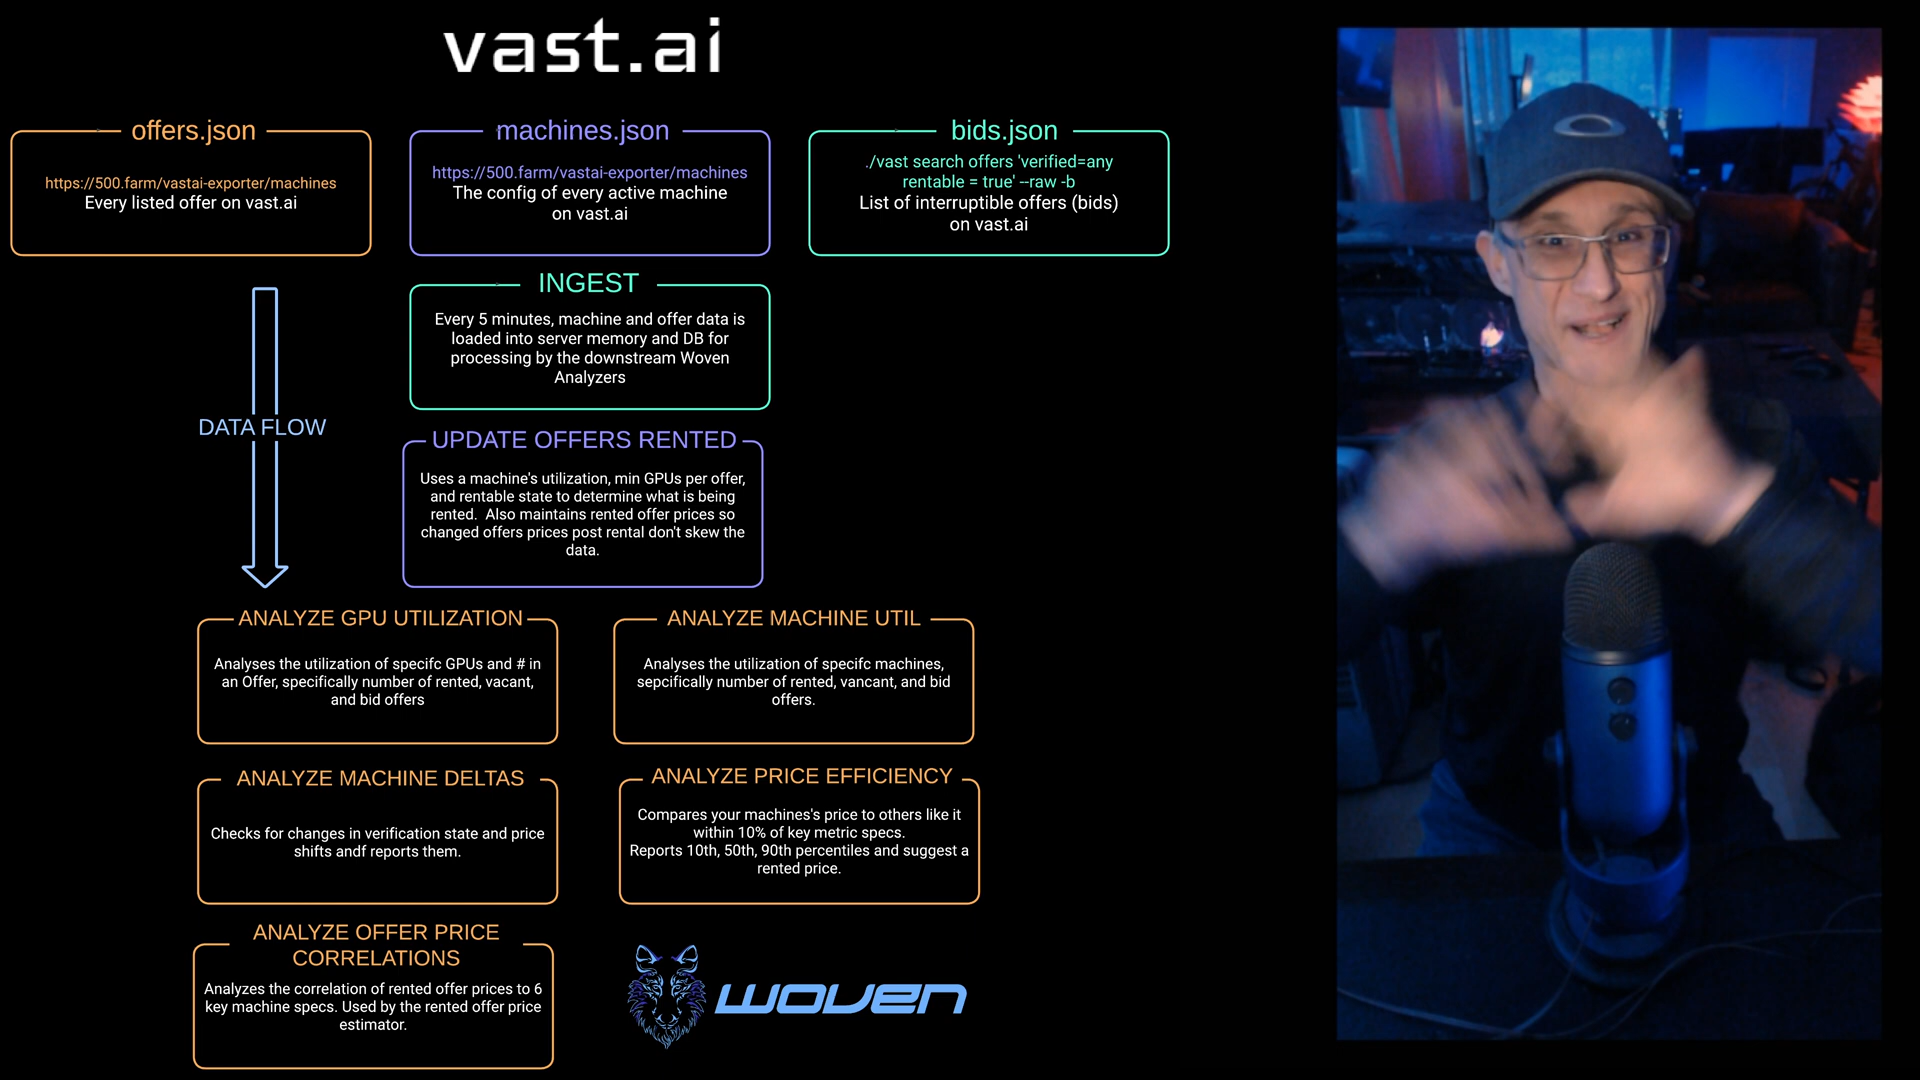 vast.ai
offers.json
https://500.farm/vastai-exporter/machines
Every listed offer on vast.ai
machines.json
https://500.farm/vastai-exporter/machines
The config of every active machine
on vast.ai
bids.json
./vast search offers 'verified=any
rentable = true' --raw -b
List of interruptible offers (bids)
on vast.ai
INGEST
Every 5 minutes, machine and offer data is
loaded into server memory and DB for
processing by the downstream Woven
Analyzers
DATA FLOW
UPDATE OFFERS RENTED
Uses a machine's utilization, min GPUs per offer,
and rentable state to determine what is being
rented.  Also maintains rented offer prices so
changed offers prices post rental don't skew the
data.
ANALYZE GPU UTILIZATION
Analyses the utilization of specifc GPUs and # in
an Offer, specifically number of rented, vacant,
and bid offers
ANALYZE MACHINE UTIL
Analyses the utilization of specifc machines,
sepcifically number of rented, vancant, and bid
offers.
ANALYZE MACHINE DELTAS
Checks for changes in verification state and price
shifts andf reports them.
ANALYZE PRICE EFFICIENCY
Compares your machines's price to others like it
within 10% of key metric specs.
Reports 10th, 50th, 90th percentiles and suggest a
rented price.
ANALYZE OFFER PRICE
CORRELATIONS
Analyzes the correlation of rented offer prices to 6
key machine specs. Used by the rented offer price
estimator.
WOVEN